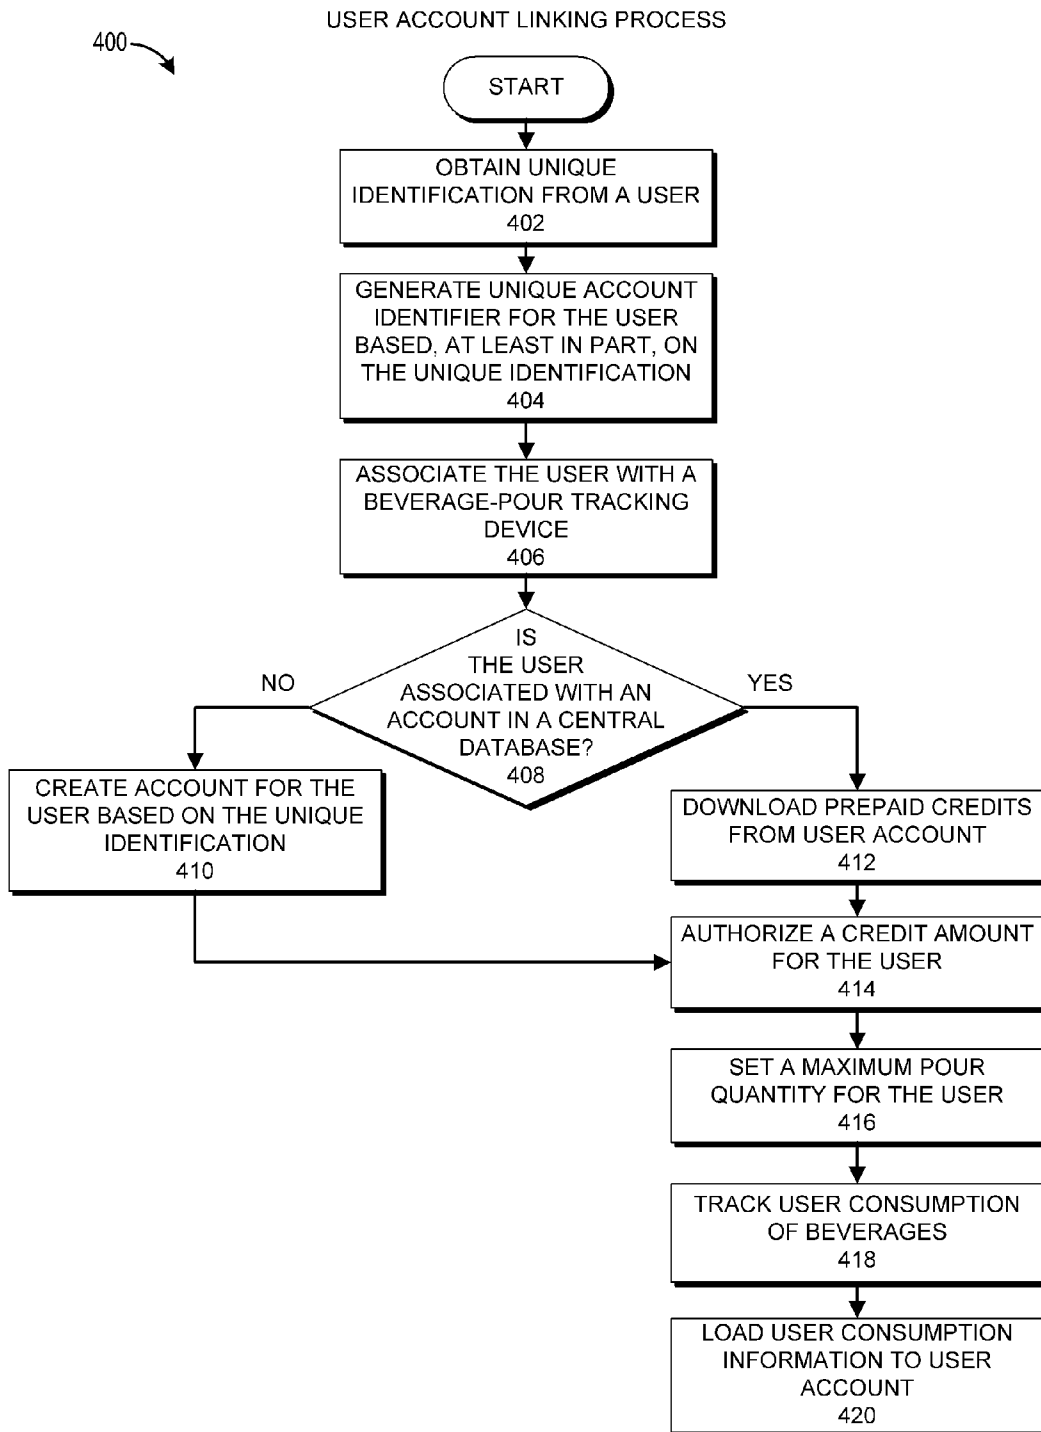 USER ACCOUNT LINKING PROCESS
400
START
OBTAIN UNIQUE
IDENTIFICATION FROM A USER
402
GENERATE UNIQUE ACCOUNT
IDENTIFIER FOR THE USER
BASED, AT LEAST IN PART, ON
THE UNIQUE IDENTIFICATION
404
ASSOCIATE THE USER WITH A
BEVERAGE-POUR TRACKING
DEVICE
406
IS
THE USER
ASSOCIATED WITH AN
ACCOUNT IN A CENTRAL
DATABASE?
408
NO
YES
CREATE ACCOUNT FOR THE
USER BASED ON THE UNIQUE
IDENTIFICATION
410
DOWNLOAD PREPAID CREDITS
FROM USER ACCOUNT
412
AUTHORIZE A CREDIT AMOUNT
FOR THE USER
414
SET A MAXIMUM POUR
QUANTITY FOR THE USER
416
TRACK USER CONSUMPTION
OF BEVERAGES
418
LOAD USER CONSUMPTION
INFORMATION TO USER
ACCOUNT
420